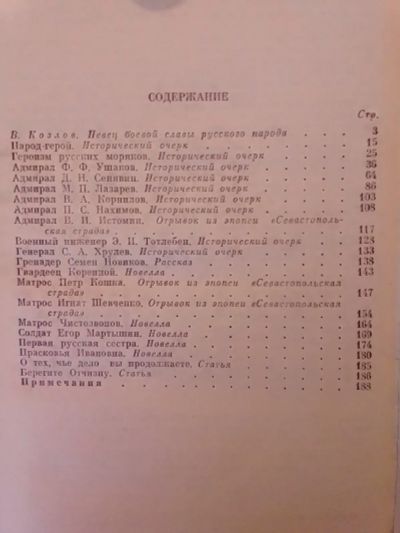 СОДЕРЖАНИЕ
Стр.
В. Козлов. Певец боевой славы русского народа . . . . 3
Народ-герой. Исторический очерк . . . . 15
Героизм русских моряков. Исторический очерк . . . . 25
Адмирал Ф. Ф. Ушаков. Исторический очерк . . . . 36
Адмирал Д. Н. Сенявин. Исторический очерк . . . . 64
Адмирал М. П. Лазарев. Исторический очерк . . . . 86
Адмирал В. А. Корнилов. Исторический очерк . . . . 103
Адмирал П. С. Нахимов. Исторический очерк . . . . 108
Адмирал В. И. Истомин. Отрывок из эпопеи «Севастополь-
ская страда» . . . . 117
Военный инженер Э. И. Тотлебен. Исторический очерк . . . . 128
Генерал С. А. Хрулев. Исторический очерк . . . . 133
Гренадер Семен Новиков. Рассказ . . . . 138
Гвардеец Коренной. Новелла . . . . 143
Матрос Петр Кошка. Отрывок из эпопеи «Севастопольская
страда» . . . . 147
Матрос Игнат Шевченко. Отрывок из эпопеи «Севастопольская
страда» . . . . 154
Матрос Чистозвонов. Новелла . . . . 164
Солдат Егор Мартышин. Новелла . . . . 169
Первая русская сестра. Новелла . . . . 174
Прасковья Ивановна. Новелла . . . . 180
О тех, чье дело вы продолжаете. Статья . . . . 185
Берегите Отчизну. Статья . . . . 186
Примечания . . . . 188